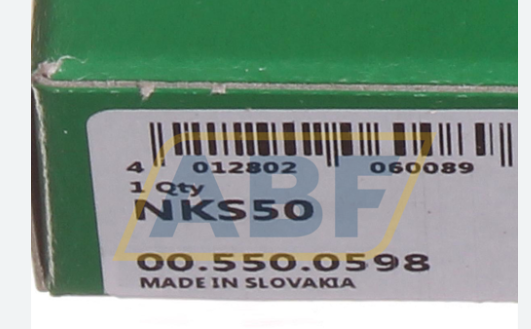 4 012802 060089
1 Qty
NKS50
ABF
00.550.0598
MADE IN SLOVAKIA